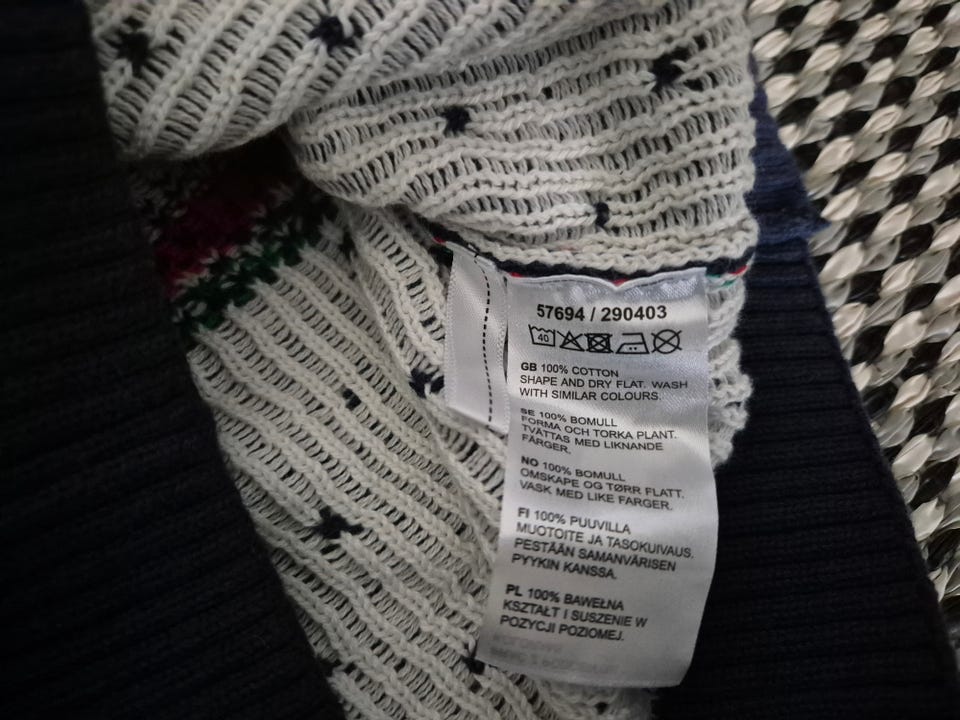 57694 / 290403
40
GB 100% COTTON
SHAPE AND DRY FLAT. WASH
WITH SIMILAR COLOURS.
SE 100% BOMULL
FORMA OCH TORKA PLANT.
TVÄTTAS MED LIKNANDE
FÄRGER.
NO 100% BOMULL
OMSKAPE OG TØRR FLATT.
VASK MED LIKE FARGER.
FI 100% PUUVILLA
MUOTOITE JA TASOKUIVAUS.
PESTÄÄN SAMANVÄRISEN
PYYKIN KANSSA.
PL 100% BAWEŁNA
KSZTAŁT I SUSZENIE W
POZYCJI POZIOMEJ.